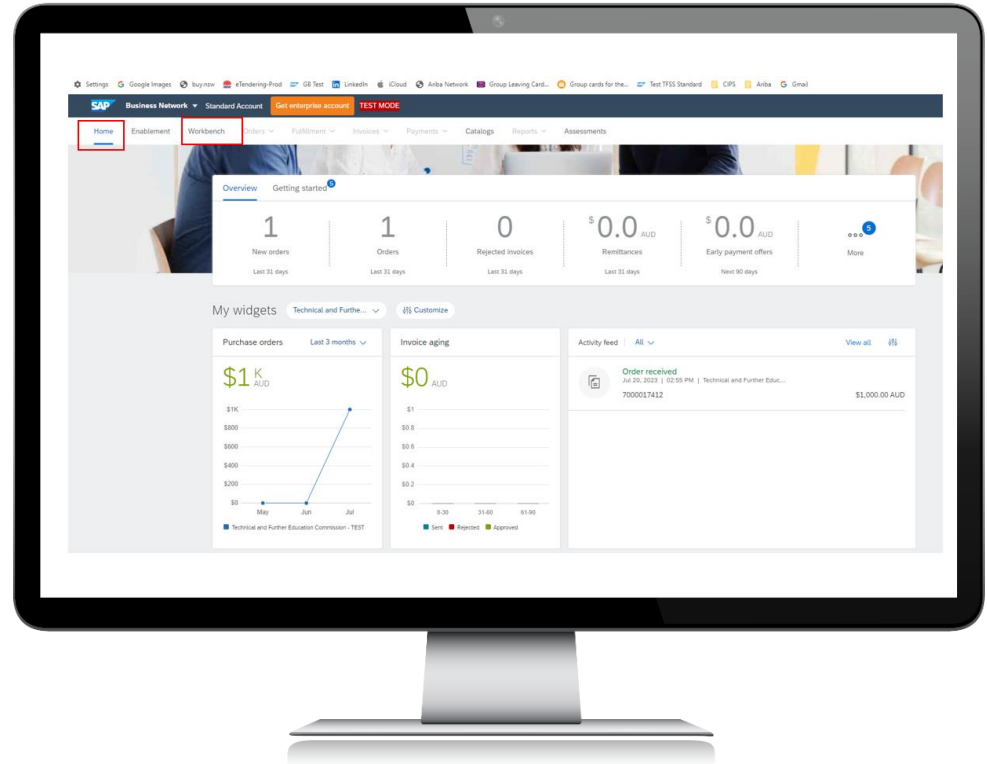 Settings Google Images buy.nsw eTendering-Prod GB Test LinkedIn iCloud Ariba Network Group Leaving Card... Group cards for the... Test TFSS Standard CIPS Ariba Gmail
SAP Business Network Standard Account Get enterprise account TEST MODE
Home Enablement Workbench Orders Fulfillment Invoices Payments Catalogs Reports Assessments
Overview Getting started 5
1 1 0 $ 0.0 AUD $ 0.0 AUD 5
New orders Orders Rejected invoices Remittances Early payment offers More
Last 31 days Last 31 days Last 31 days Last 31 days Next 90 days
My widgets Technical and Furthe... Customize
Purchase orders Last 3 months
$1 K AUD
$1K
$800
$600
$400
$200
$0
May Jun Jul
Technical and Further Education Commission - TEST
Invoice aging
$0 AUD
$1
$0.8
$0.6
$0.4
$0.2
$0
0-30 31-60 61-90
Sent Rejected Approved
Activity feed All View all
Order received
Jul 20, 2023 | 02:55 PM | Technical and Further Educ...
7000017412 $1,000.00 AUD